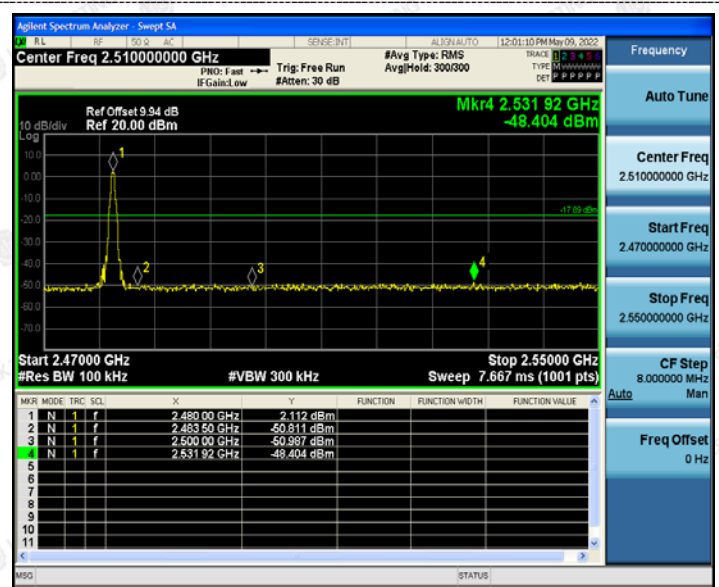 Agilent Spectrum Analyzer - Swept SA
RL RF 50 Ω AC SENSE:INT ALIGN AUTO 12:01:10 PM May 09, 2022
Center Freq 2.510000000 GHz
PNO: Fast
IFGain:Low
Trig: Free Run
#Atten: 30 dB
#Avg Type: RMS
Avg|Hold: 300/300
TRACE 1 2 3 4 5 6
TYPE M W W W W W
DET P P P P P P
Ref Offset 9.94 dB
Ref 20.00 dBm
10 dB/div
Log
Mkr4 2.531 92 GHz
-48.404 dBm
10.0
0.00
-10.0
-20.0
-30.0
-40.0
-50.0
-60.0
-70.0
1
2
3
4
-17.89 dBm
Start 2.47000 GHz
Stop 2.55000 GHz
#Res BW 100 kHz
#VBW 300 kHz
Sweep 7.667 ms (1001 pts)
MKR MODE TRC SCL X Y FUNCTION FUNCTION WIDTH FUNCTION VALUE
1 N 1 f 2.480 00 GHz 2.112 dBm
2 N 1 f 2.483 50 GHz -50.811 dBm
3 N 1 f 2.500 00 GHz -50.987 dBm
4 N 1 f 2.531 92 GHz -48.404 dBm
5
6
7
8
9
10
11
MSG
STATUS
Frequency
Auto Tune
Center Freq
2.510000000 GHz
Start Freq
2.470000000 GHz
Stop Freq
2.550000000 GHz
CF Step
8.000000 MHz
Auto Man
Freq Offset
0 Hz